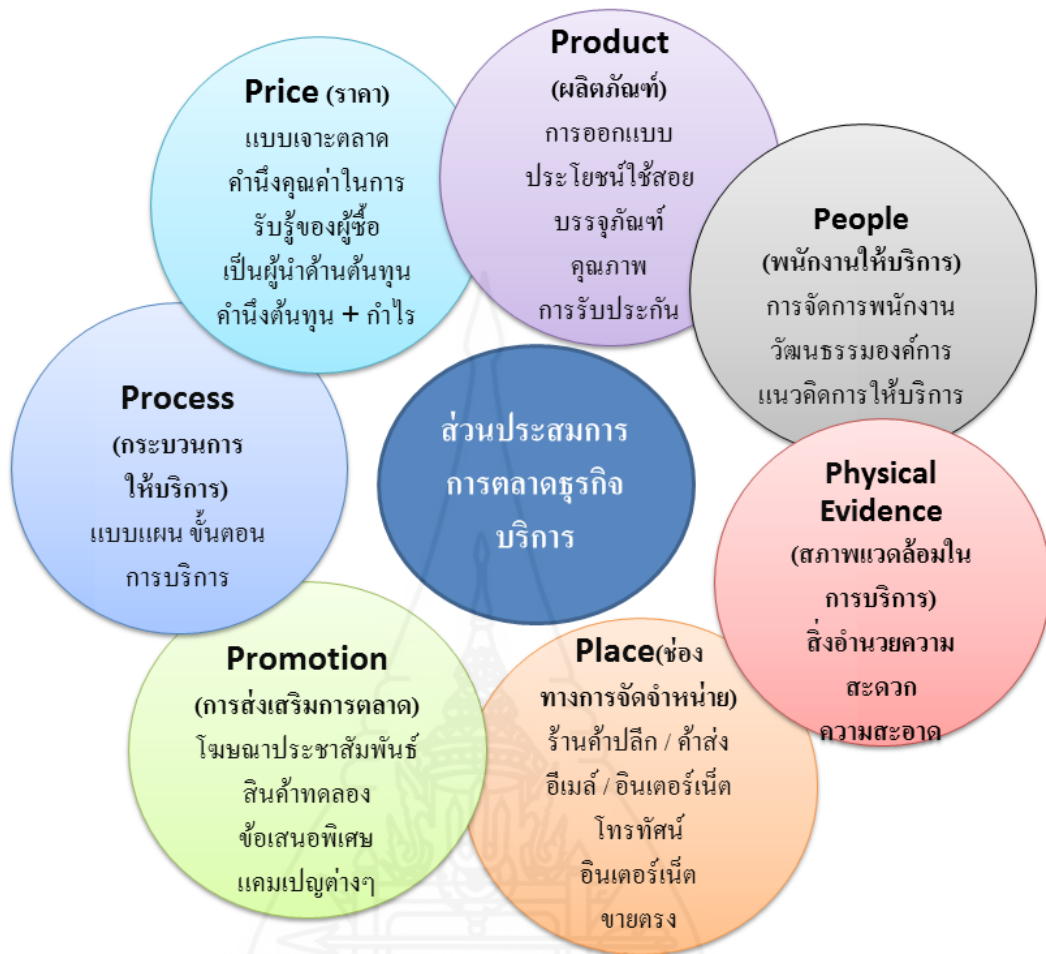 Product
(ผลิตภัณฑ์)
การออกแบบ
ประโยชน์ใช้สอย
บรรจุภัณฑ์
คุณภาพ
การรับประกัน
Price (ราคา)
แบบเจาะตลาด
คำนึงคุณค่าในการ
รับรู้ของผู้ซื้อ
เป็นผู้นำด้านต้นทุน
คำนึงต้นทุน + กำไร
People
(พนักงานให้บริการ)
การจัดการพนักงาน
วัฒนธรรมองค์การ
แนวคิดการให้บริการ
Process
(กระบวนการ
ให้บริการ)
แบบแผน ขั้นตอน
การบริการ
ส่วนประสมการ
การตลาดธุรกิจ
บริการ
Physical
Evidence
(สภาพแวดล้อมใน
การบริการ)
สิ่งอำนวยความ
สะดวก
ความสะอาด
Promotion
(การส่งเสริมการตลาด)
โฆษณาประชาสัมพันธ์
สินค้าทดลอง
ข้อเสนอพิเศษ
แคมเปญต่างๆ
Place(ช่อง
ทางการจัดจำหน่าย)
ร้านค้าปลีก / ค้าส่ง
อีเมล์ / อินเตอร์เน็ต
โทรทัศน์
อินเตอร์เน็ต
ขายตรง